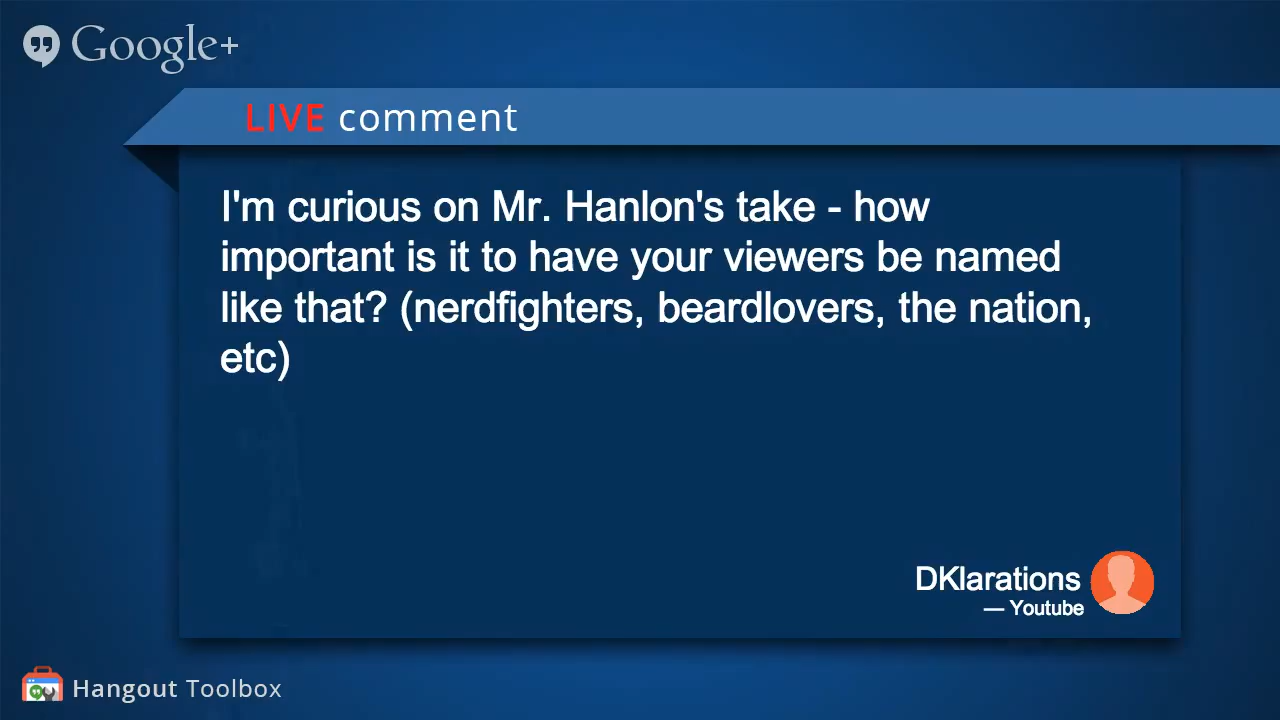 Google+
LIVE comment
I'm curious on Mr. Hanlon's take - how
important is it to have your viewers be named
like that? (nerdfighters, beardlovers, the nation,
etc)
DKlarations
— Youtube
Hangout Toolbox